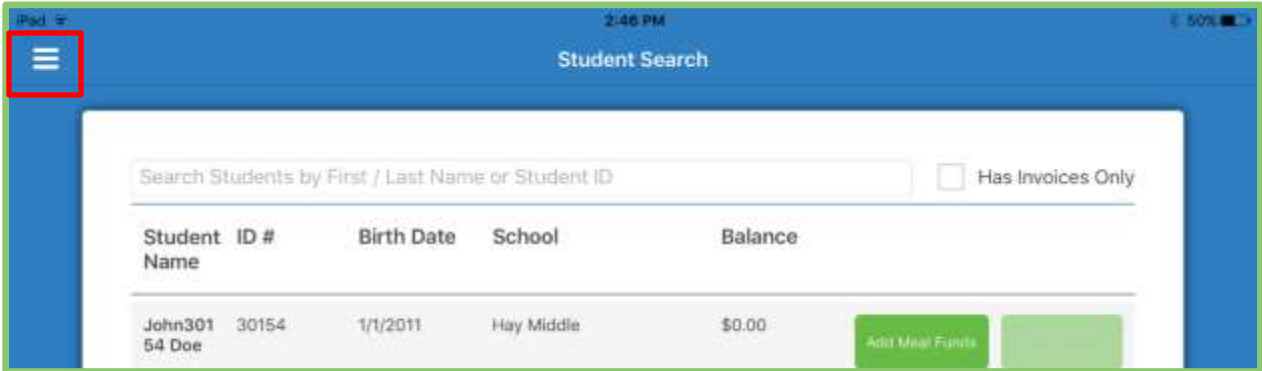 iPad 2:46 PM 50%
Student Search
Search Students by First / Last Name or Student ID Has Invoices Only
Student Name ID # Birth Date School Balance
John30154 Doe 30154 1/1/2011 Hay Middle $0.00 Add Meal Funds